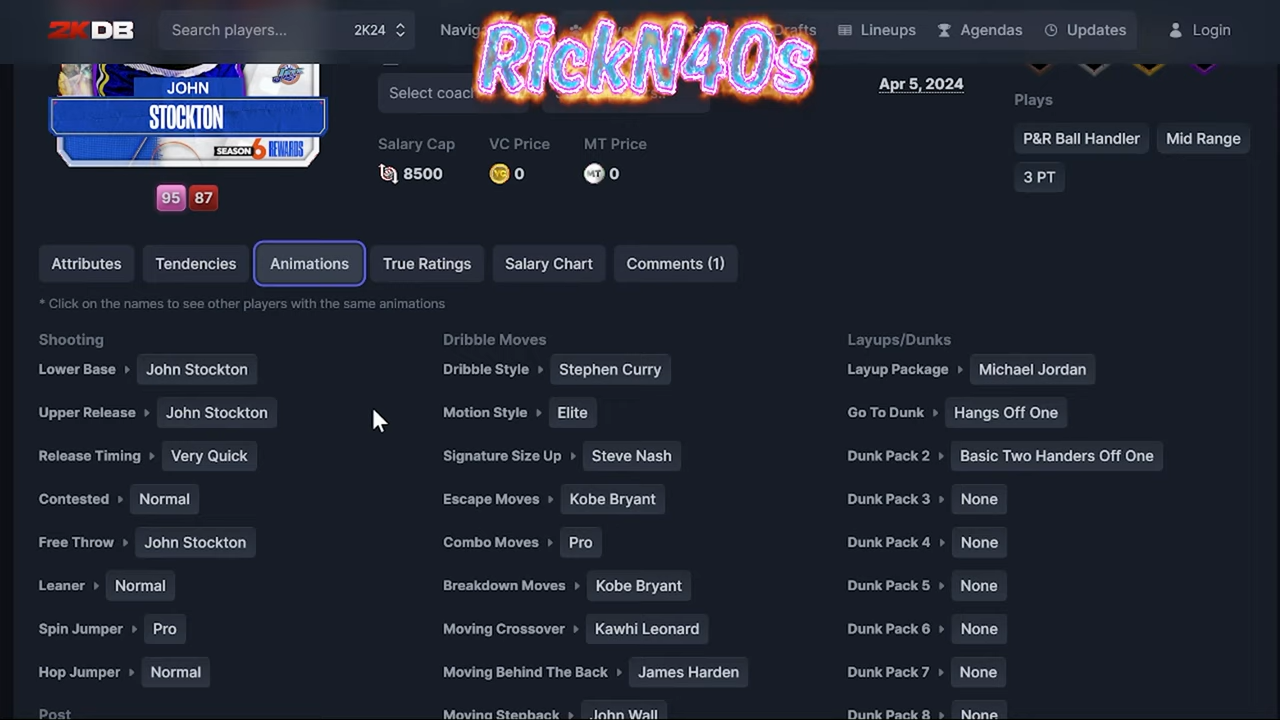 2KDB Search players... 2K24 Lineups Agendas Updates Login
RickN40s
JOHN
STOCKTON
SEASON 6 REWARDS
95 87
Salary Cap VC Price MT Price
8500 0 0
Apr 5, 2024
Plays
P&R Ball Handler Mid Range
3 PT
Attributes Tendencies Animations True Ratings Salary Chart Comments (1)
* Click on the names to see other players with the same animations
Shooting
Lower Base John Stockton
Upper Release John Stockton
Release Timing Very Quick
Contested Normal
Free Throw John Stockton
Leaner Normal
Spin Jumper Pro
Hop Jumper Normal
Post
Dribble Moves
Dribble Style Stephen Curry
Motion Style Elite
Signature Size Up Steve Nash
Escape Moves Kobe Bryant
Combo Moves Pro
Breakdown Moves Kobe Bryant
Moving Crossover Kawhi Leonard
Moving Behind The Back James Harden
Moving Stepback John Wall
Layups/Dunks
Layup Package Michael Jordan
Go To Dunk Hangs Off One
Dunk Pack 2 Basic Two Handers Off One
Dunk Pack 3 None
Dunk Pack 4 None
Dunk Pack 5 None
Dunk Pack 6 None
Dunk Pack 7 None
Dunk Pack 8 None